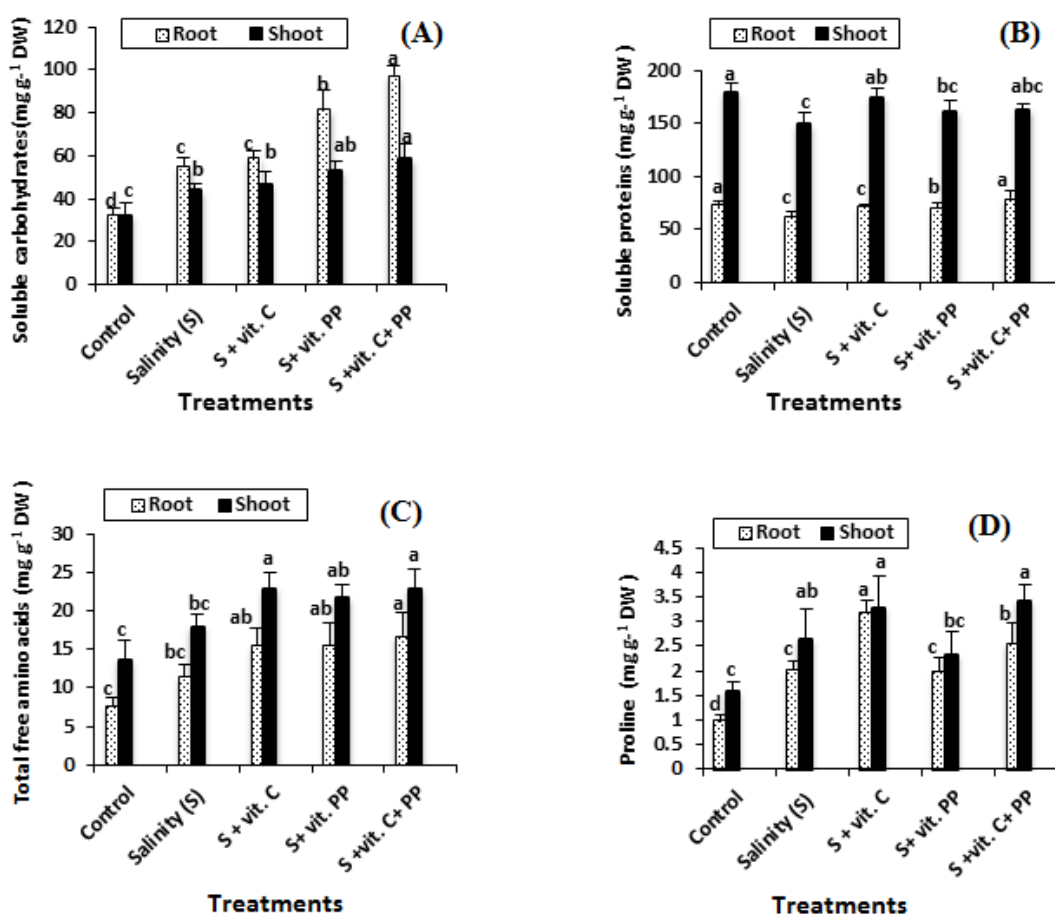 Root Shoot (A)
Soluble carbohydrates (mg g-1 DW)
120
100
80
60
40
20
0
d c c b c b b ab a a
Control Salinity (S) S + vit. C S+ vit. PP S +vit. C+ PP
Treatments
Root Shoot (B)
Soluble proteins (mg g-1 DW)
200
150
100
50
0
a a c c c ab b bc a abc
Control Salinity (S) S + vit. C S+ vit. PP S +vit. C+ PP
Treatments
Root Shoot (C)
Total free amino acids (mg g-1 DW)
30
25
20
15
10
5
0
c c bc bc ab a ab ab a a
Control Salinity (S) S + vit. C S+ vit. PP S +vit. C+ PP
Treatments
Root Shoot (D)
Proline (mg g-1 DW)
4.5
4
3.5
3
2.5
2
1.5
1
0.5
0
d c c ab a a c bc b a
Control Salinity (S) S + vit. C S+ vit. PP S +vit. C+ PP
Treatments